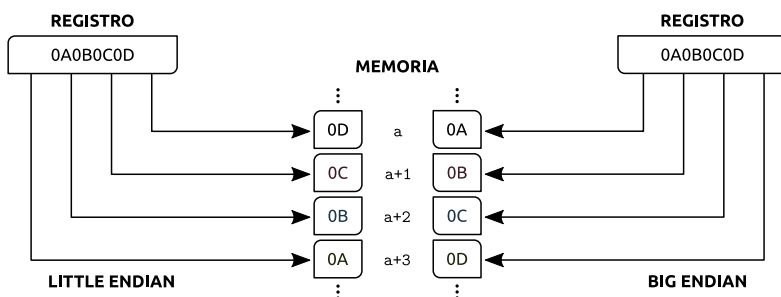 REGISTRO
REGISTRO
0A0B0C0D
0A0B0C0D
MEMORIA
⋮ ⋮
0D a 0A
0C a+1 0B
0B a+2 0C
0A a+3 0D
LITTLE ENDIAN
BIG ENDIAN
⋮ ⋮